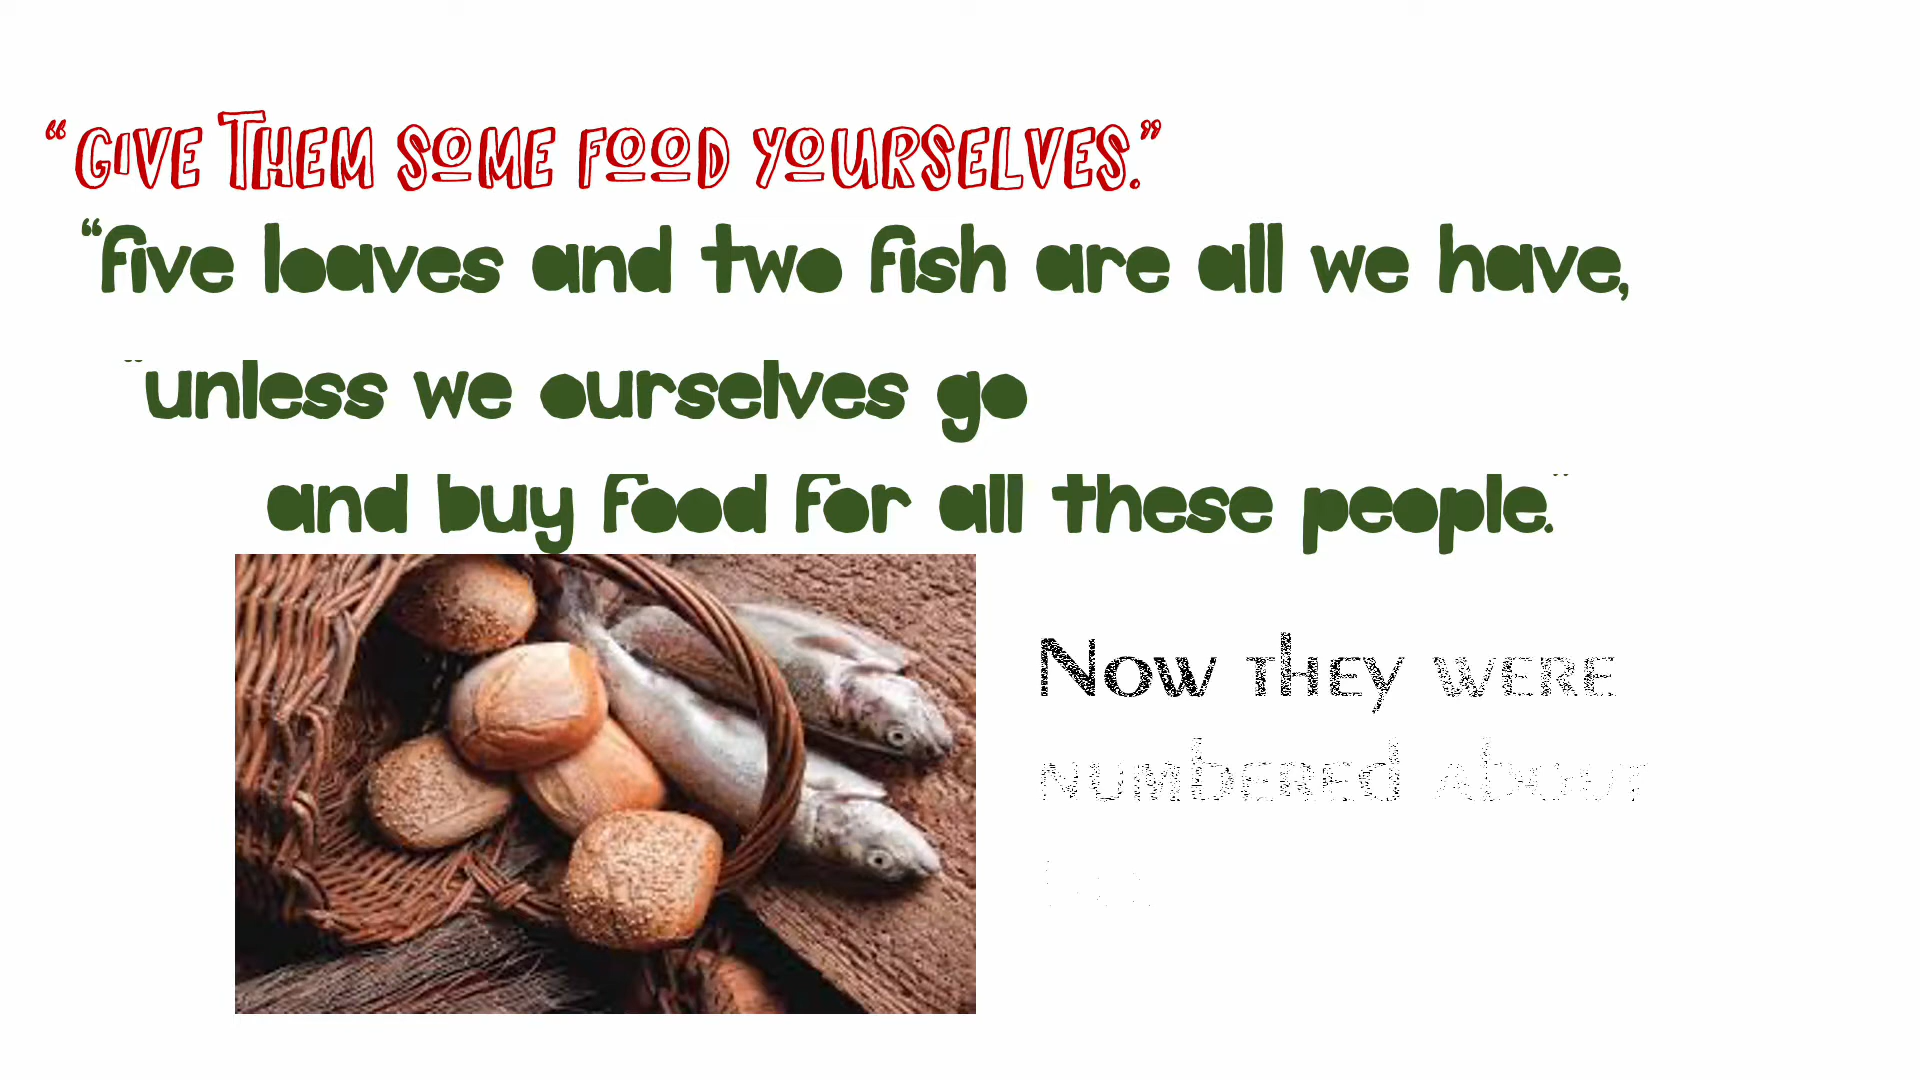 “GIVE THEM SOME FOOD YOURSELVES.”
“five loaves and two fish are all we have,
“unless we ourselves go
and buy food for all these people.”
Now they were
numbered about